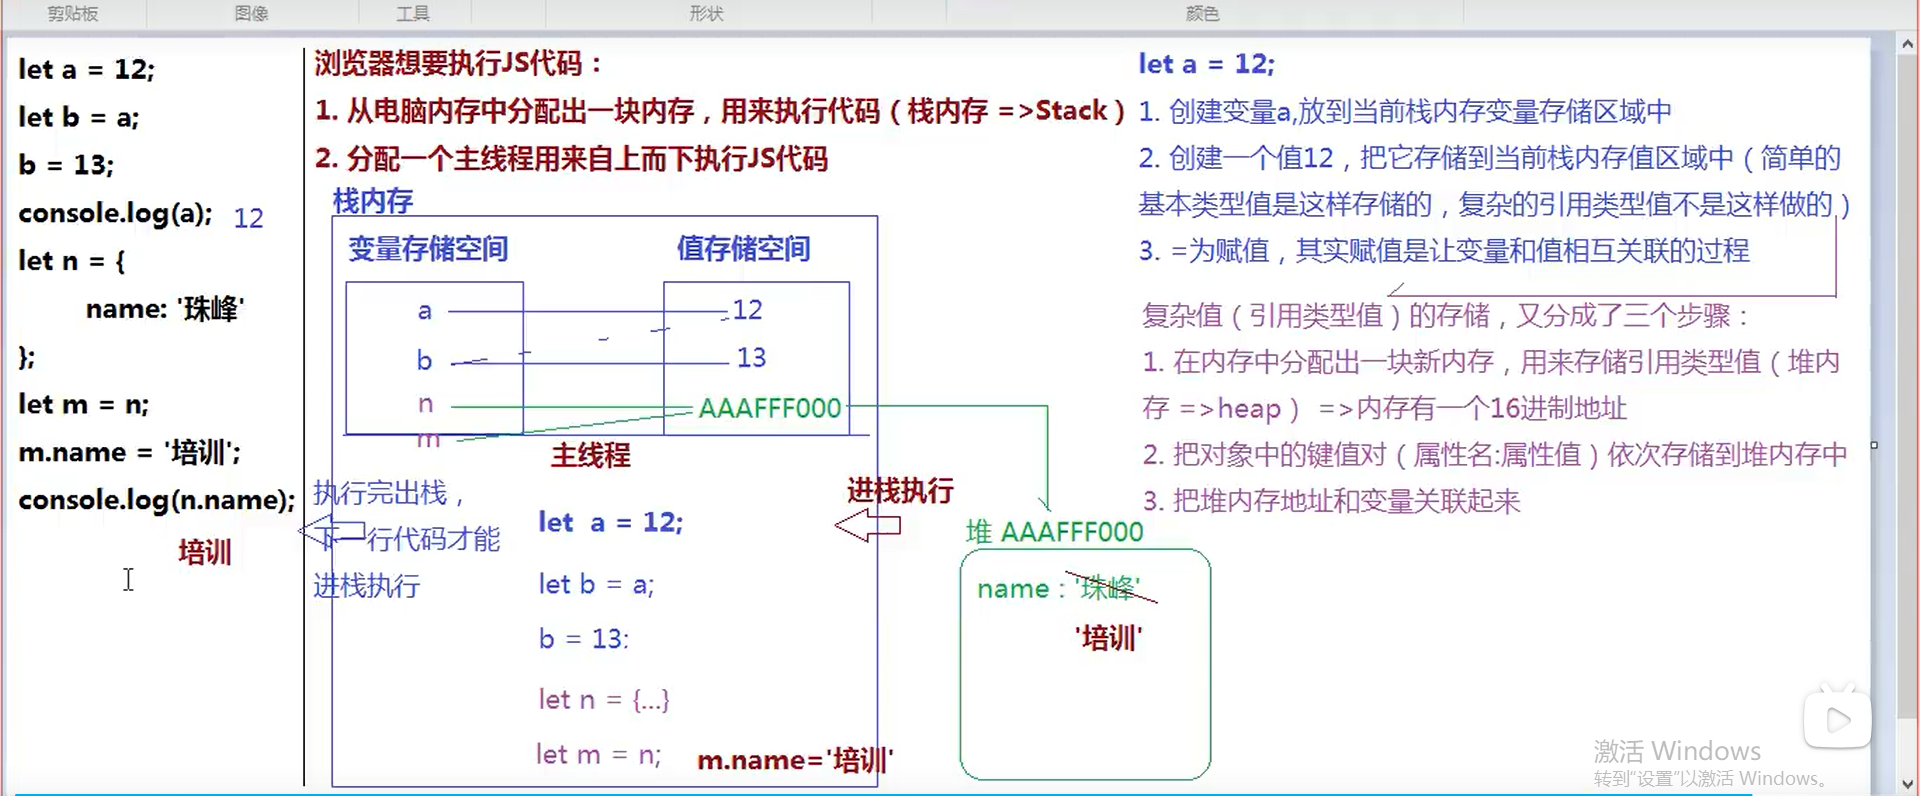 剪贴板
图像
工具
形状
颜色
let a = 12;
let b = a;
b = 13;
console.log(a); 12
let n = {
name: '珠峰'
};
let m = n;
m.name = '培训';
console.log(n.name);
培训
浏览器想要执行JS代码：
1. 从电脑内存中分配出一块内存，用来执行代码（栈内存 =>Stack）
2. 分配一个主线程用来自上而下执行JS代码
栈内存
变量存储空间
值存储空间
a
12
b
13
n
AAAFFF000
m
主线程
执行完出栈，
下一行代码才能
进栈执行
进栈执行
let a = 12;
let b = a;
b = 13:
let n = {...}
let m = n;
m.name='培训'
堆 AAAFFF000
name：'珠峰'
'培训'
let a = 12;
1. 创建变量a,放到当前栈内存变量存储区域中
2. 创建一个值12，把它存储到当前栈内存值区域中（简单的
基本类型值是这样存储的，复杂的引用类型值不是这样做的）
3. =为赋值，其实赋值是让变量和值相互关联的过程
复杂值（引用类型值）的存储，又分成了三个步骤：
1. 在内存中分配出一块新内存，用来存储引用类型值（堆内
存 =>heap） =>内存有一个16进制地址
2. 把对象中的键值对（属性名:属性值）依次存储到堆内存中
3. 把堆内存地址和变量关联起来
激活 Windows
转到“设置”以激活 Windows。